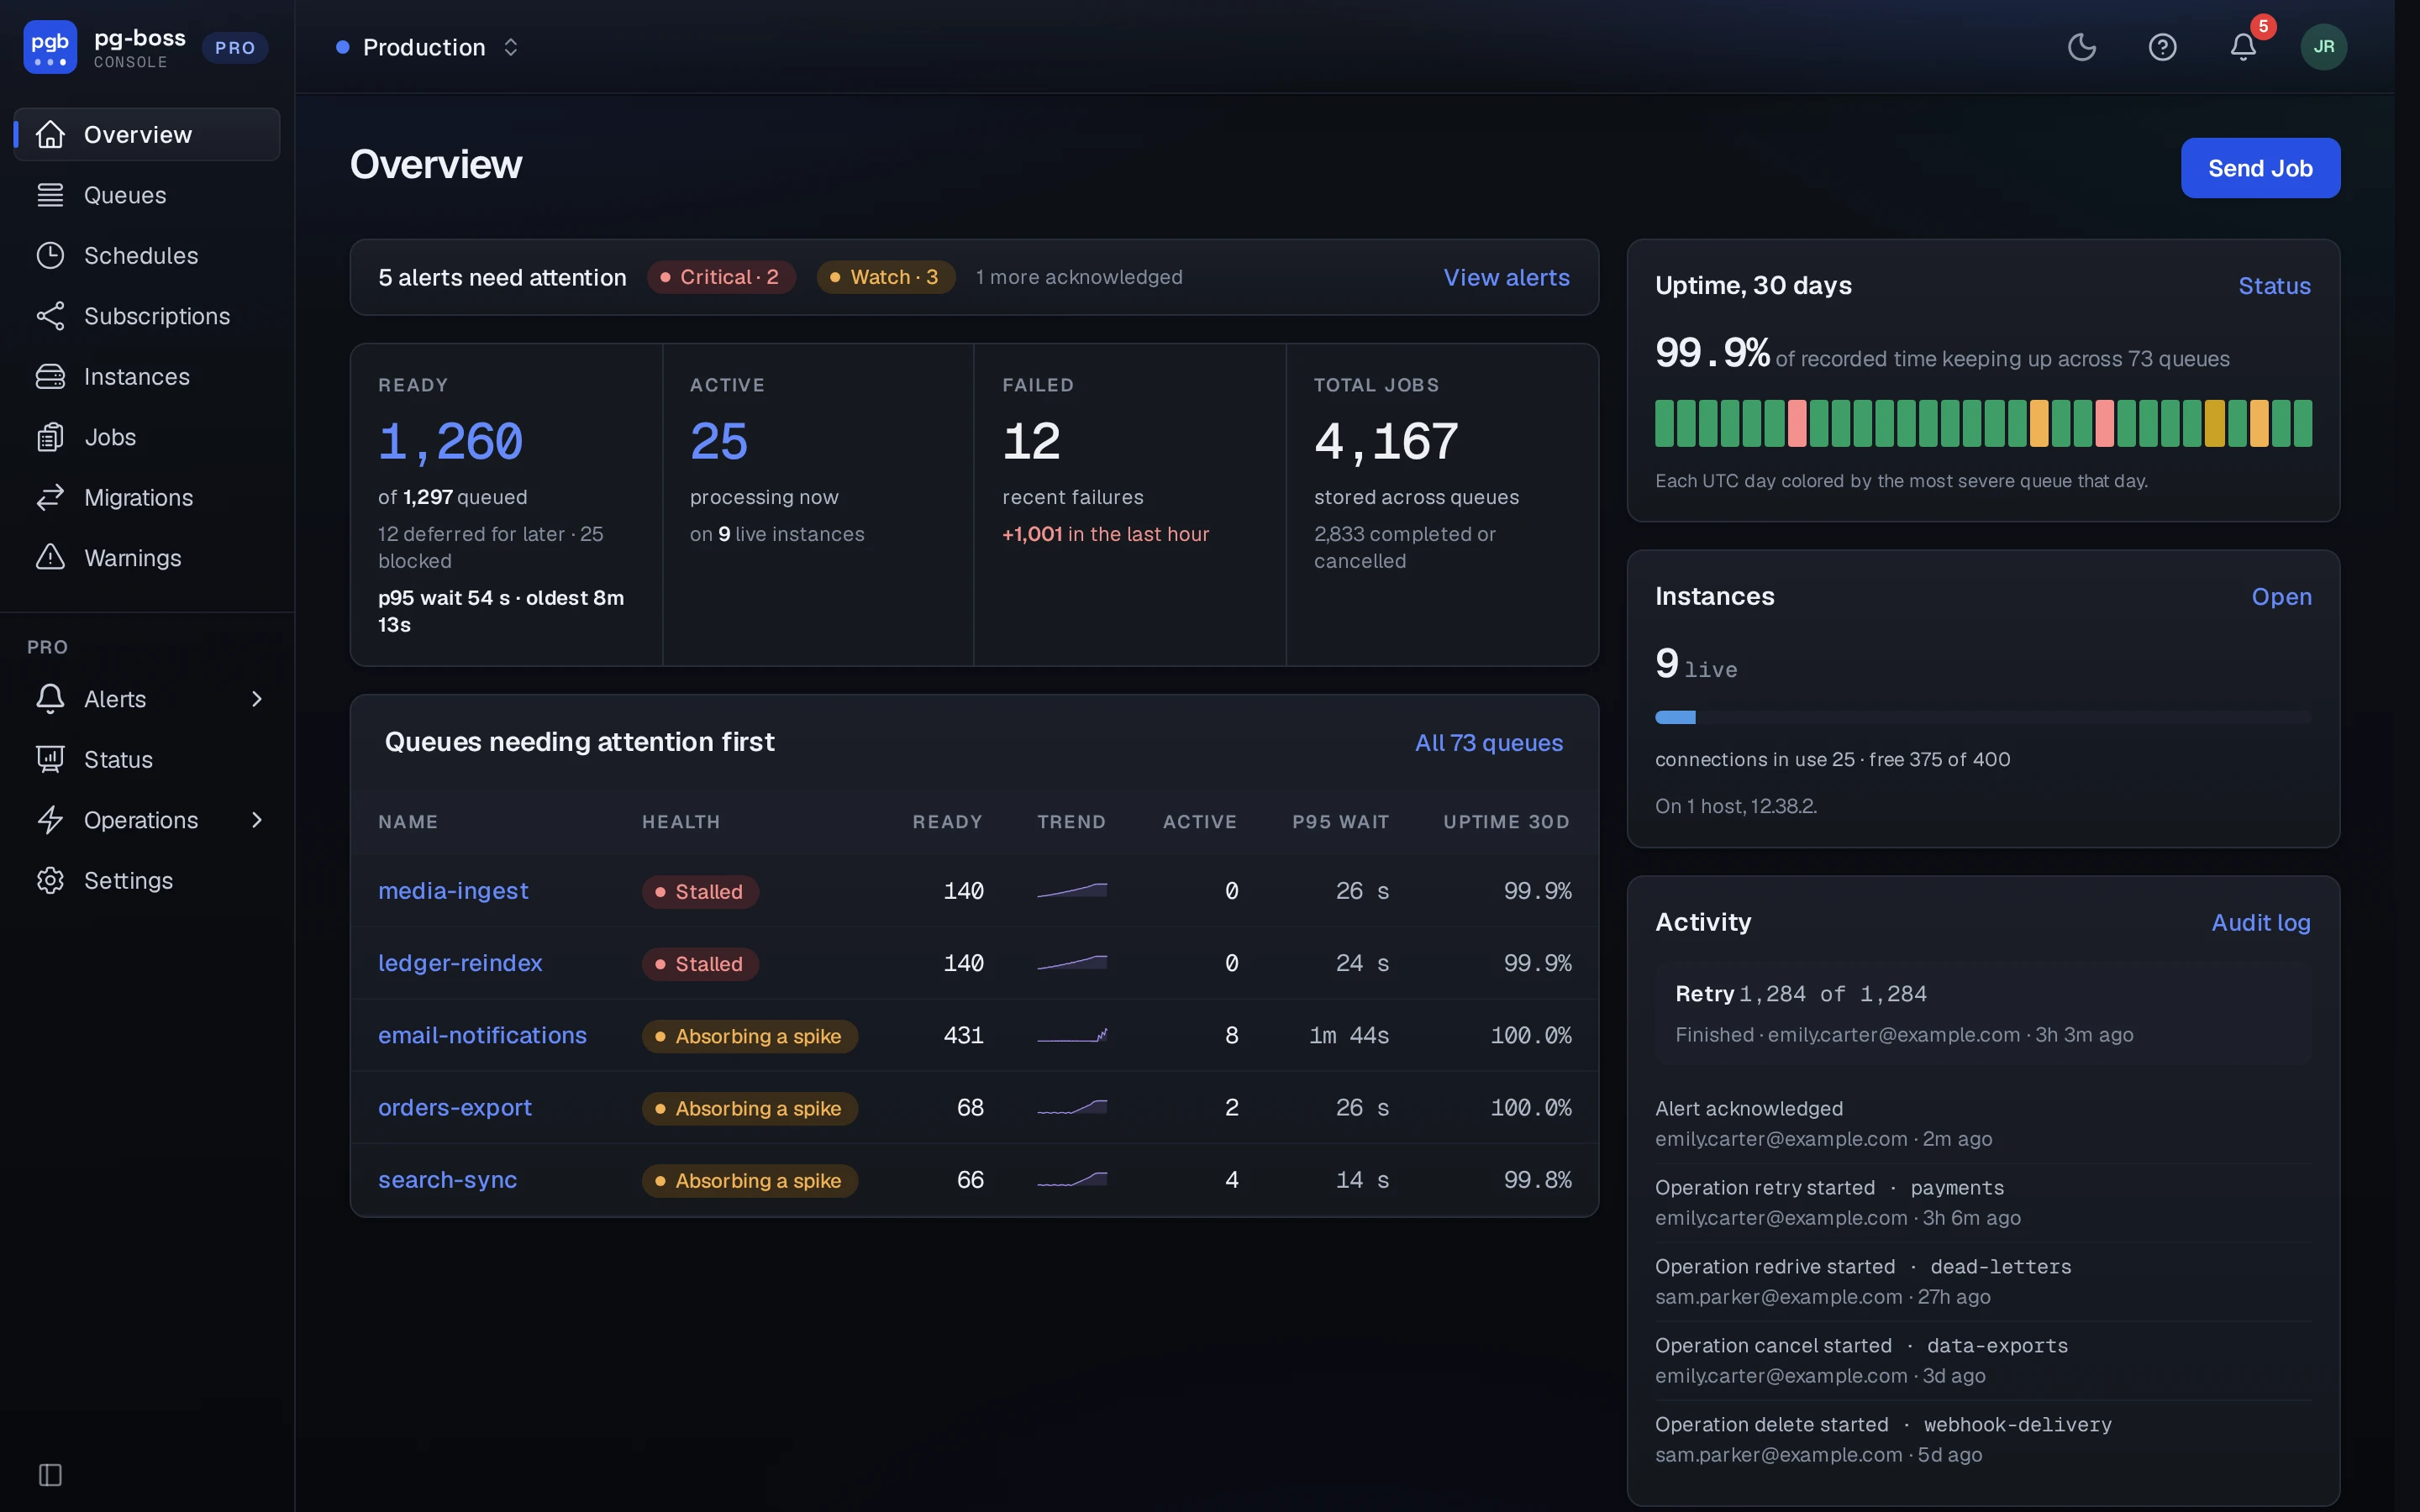 pgb
pg-boss
CONSOLE
PRO
Overview
Queues
Schedules
Subscriptions
Instances
Jobs
Migrations
Warnings
PRO
Alerts
Status
Operations
Settings
Production
5
JR
Overview
Send Job
5 alerts need attention
Critical · 2
Watch · 3
1 more acknowledged
View alerts
READY
1,260
of 1,297 queued
12 deferred for later · 25
blocked
p95 wait 54 s · oldest 8m
13s
ACTIVE
25
processing now
on 9 live instances
FAILED
12
recent failures
+1,001 in the last hour
TOTAL JOBS
4,167
stored across queues
2,833 completed or
cancelled
Queues needing attention first
All 73 queues
NAME HEALTH READY TREND ACTIVE P95 WAIT UPTIME 30D
media-ingest Stalled 140 0 26 s 99.9%
ledger-reindex Stalled 140 0 24 s 99.9%
email-notifications Absorbing a spike 431 8 1m 44s 100.0%
orders-export Absorbing a spike 68 2 26 s 100.0%
search-sync Absorbing a spike 66 4 14 s 99.8%
Uptime, 30 days
Status
99.9% of recorded time keeping up across 73 queues
Each UTC day colored by the most severe queue that day.
Instances
Open
9 live
connections in use 25 · free 375 of 400
On 1 host, 12.38.2.
Activity
Audit log
Retry 1,284 of 1,284
Finished · emily.carter@example.com · 3h 3m ago
Alert acknowledged
emily.carter@example.com · 2m ago
Operation retry started · payments
emily.carter@example.com · 3h 6m ago
Operation redrive started · dead-letters
sam.parker@example.com · 27h ago
Operation cancel started · data-exports
emily.carter@example.com · 3d ago
Operation delete started · webhook-delivery
sam.parker@example.com · 5d ago